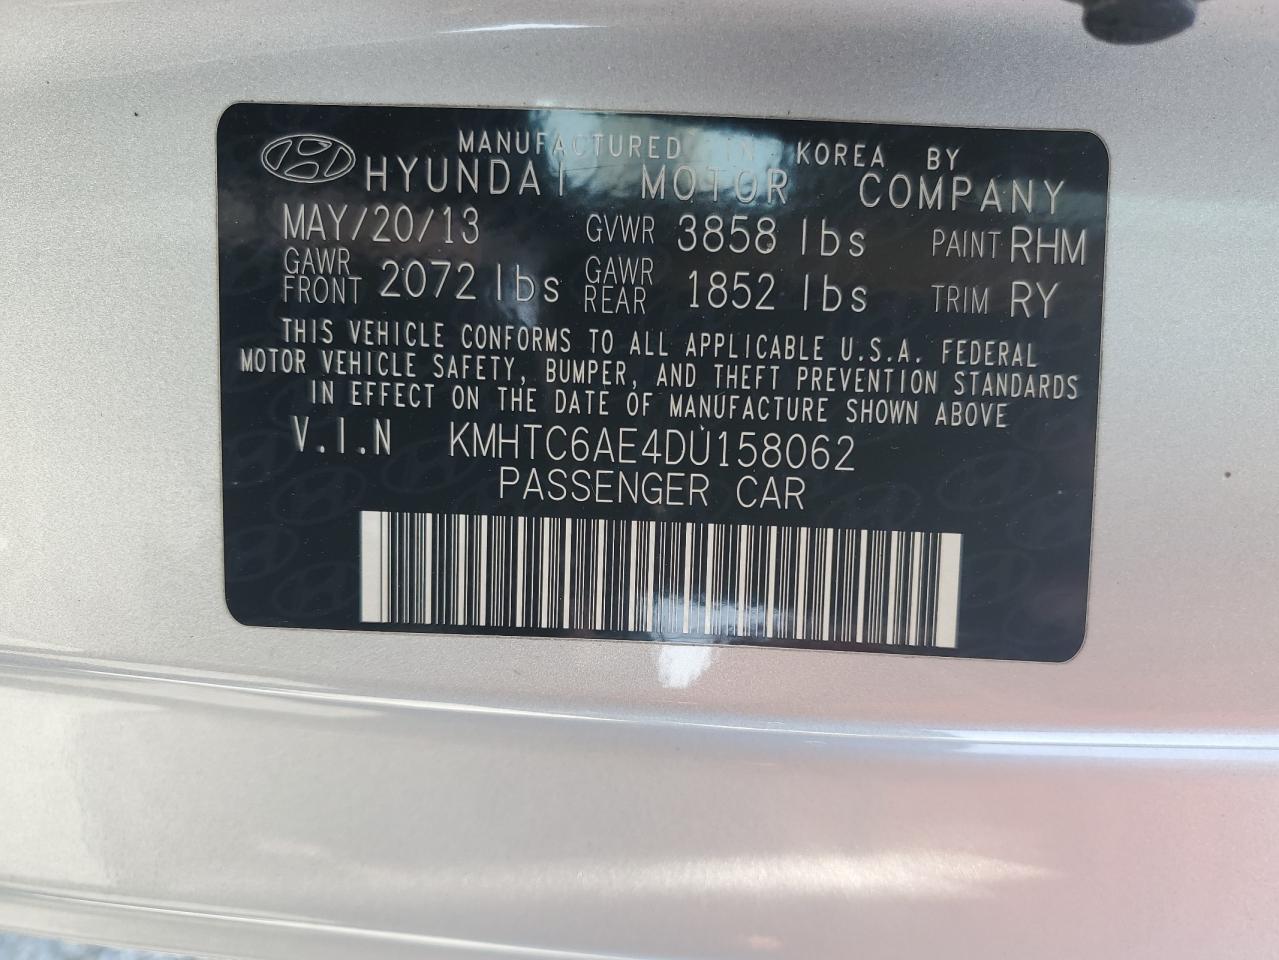 MANUFACTURED IN KOREA BY
HYUNDAI MOTOR COMPANY
MAY/20/13 GVWR 3858 lbs PAINT RHM
GAWR FRONT 2072 lbs GAWR REAR 1852 lbs TRIM RY
THIS VEHICLE CONFORMS TO ALL APPLICABLE U.S.A. FEDERAL
MOTOR VEHICLE SAFETY, BUMPER, AND THEFT PREVENTION STANDARDS
IN EFFECT ON THE DATE OF MANUFACTURE SHOWN ABOVE
V.I.N KMHTC6AE4DU158062
PASSENGER CAR